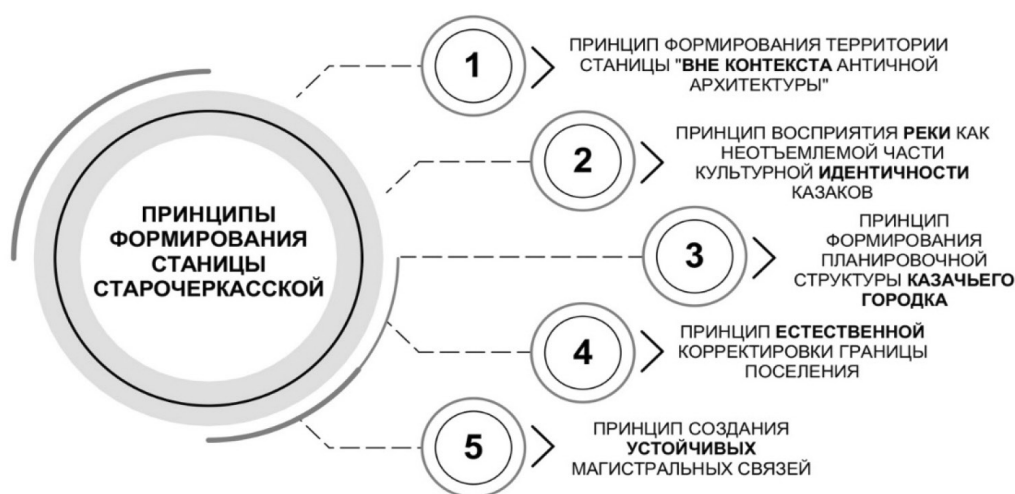 ПРИНЦИПЫ
ФОРМИРОВАНИЯ
СТАНИЦЫ
СТАРОЧЕРКАССКОЙ
1
ПРИНЦИП ФОРМИРОВАНИЯ ТЕРРИТОРИИ
СТАНИЦЫ "ВНЕ КОНТЕКСТА АНТИЧНОЙ
АРХИТЕКТУРЫ"
2
ПРИНЦИП ВОСПРИЯТИЯ РЕКИ КАК
НЕОТЪЕМЛЕМОЙ ЧАСТИ
КУЛЬТУРНОЙ ИДЕНТИЧНОСТИ
КАЗАКОВ
3
ПРИНЦИП
ФОРМИРОВАНИЯ
ПЛАНИРОВОЧНОЙ
СТРУКТУРЫ КАЗАЧЬЕГО
ГОРОДКА
4
ПРИНЦИП ЕСТЕСТВЕННОЙ
КОРРЕКТИРОВКИ ГРАНИЦЫ
ПОСЕЛЕНИЯ
5
ПРИНЦИП СОЗДАНИЯ
УСТОЙЧИВЫХ
МАГИСТРАЛЬНЫХ СВЯЗЕЙ